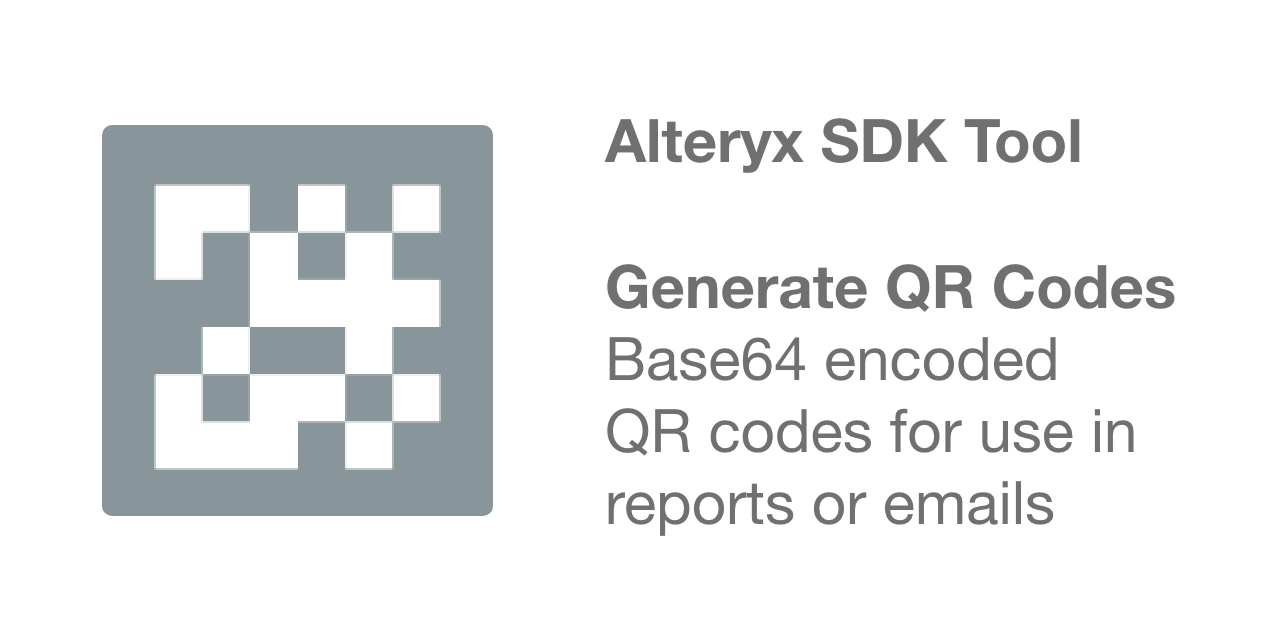 Alteryx SDK Tool
Generate QR Codes
Base64 encoded
QR codes for use in
reports or emails